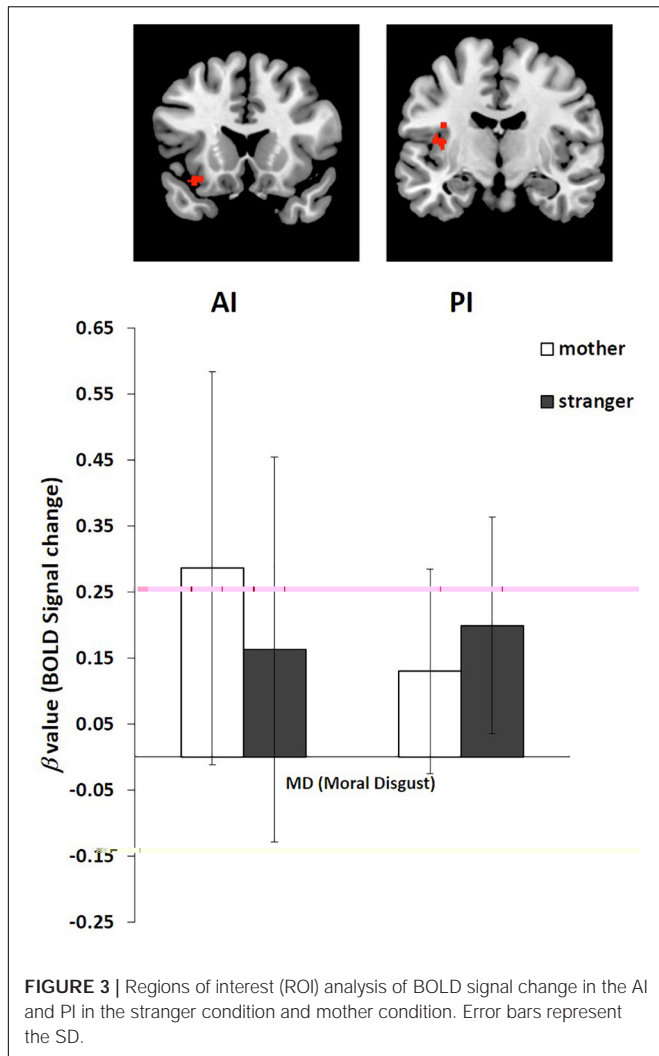 AI PI
0.65
mother
0.55
stranger
0.45
0.35
0.25
0.15
0.05
-0.05
-0.15
-0.25
β value (BOLD Signal change)
MD (Moral Disgust)
FIGURE 3 | Regions of interest (ROI) analysis of BOLD signal change in the AI
and PI in the stranger condition and mother condition. Error bars represent
the SD.